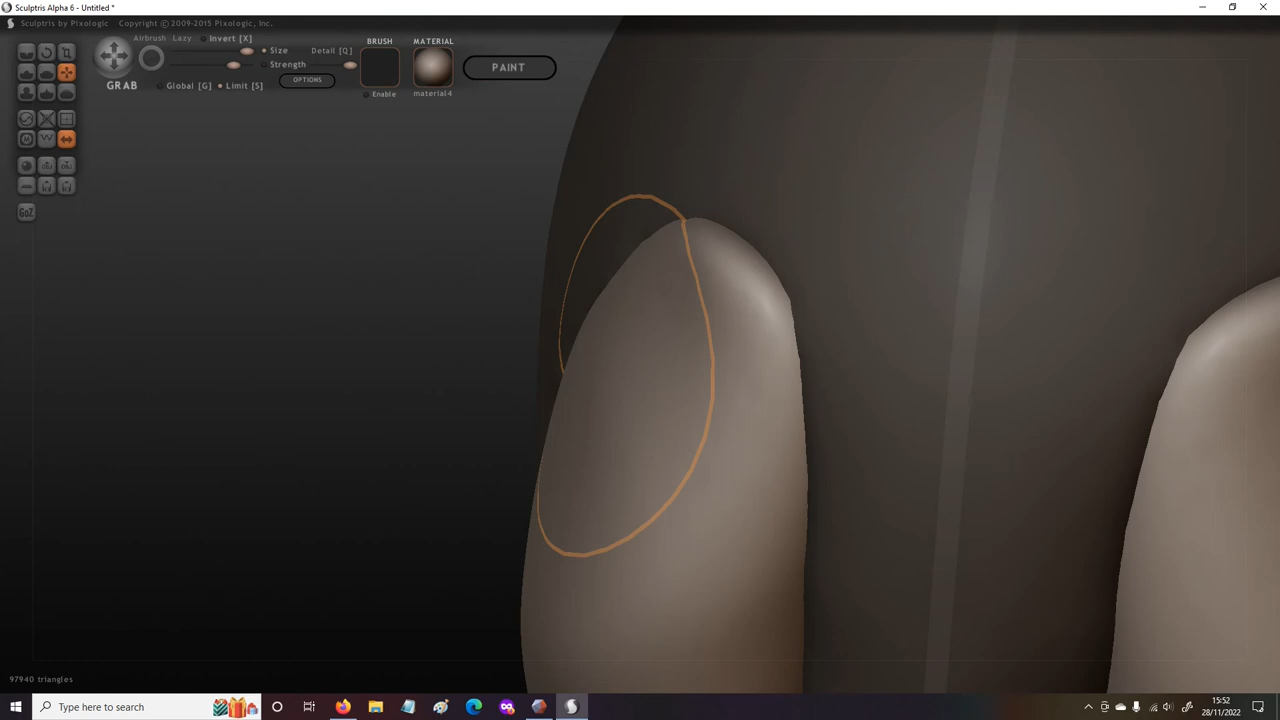 Sculptris Alpha 6 - Untitled *
Sculptris by Pixologic Copyright © 2009-2015 Pixologic, Inc.
Airbrush Lazy Invert [X]
Size Detail [Q]
Strength
GRAB
Global [G] Limit [S]
OPTIONS
BRUSH
Enable
MATERIAL
material4
PAINT
OBJ
OBJ
GoZ
97940 triangles
Type here to search
15:52
28/11/2022